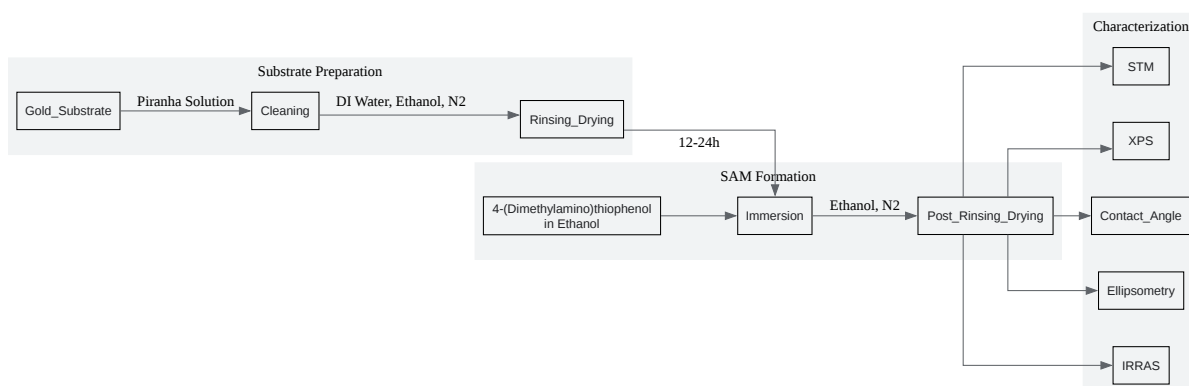 Characterization
Substrate Preparation
STM
Gold_Substrate
Piranha Solution
Cleaning
DI Water, Ethanol, N2
Rinsing_Drying
12-24h
XPS
SAM Formation
4-(Dimethylamino)thiophenol
in Ethanol
Immersion
Ethanol, N2
Post_Rinsing_Drying
Contact_Angle
Ellipsometry
IRRAS